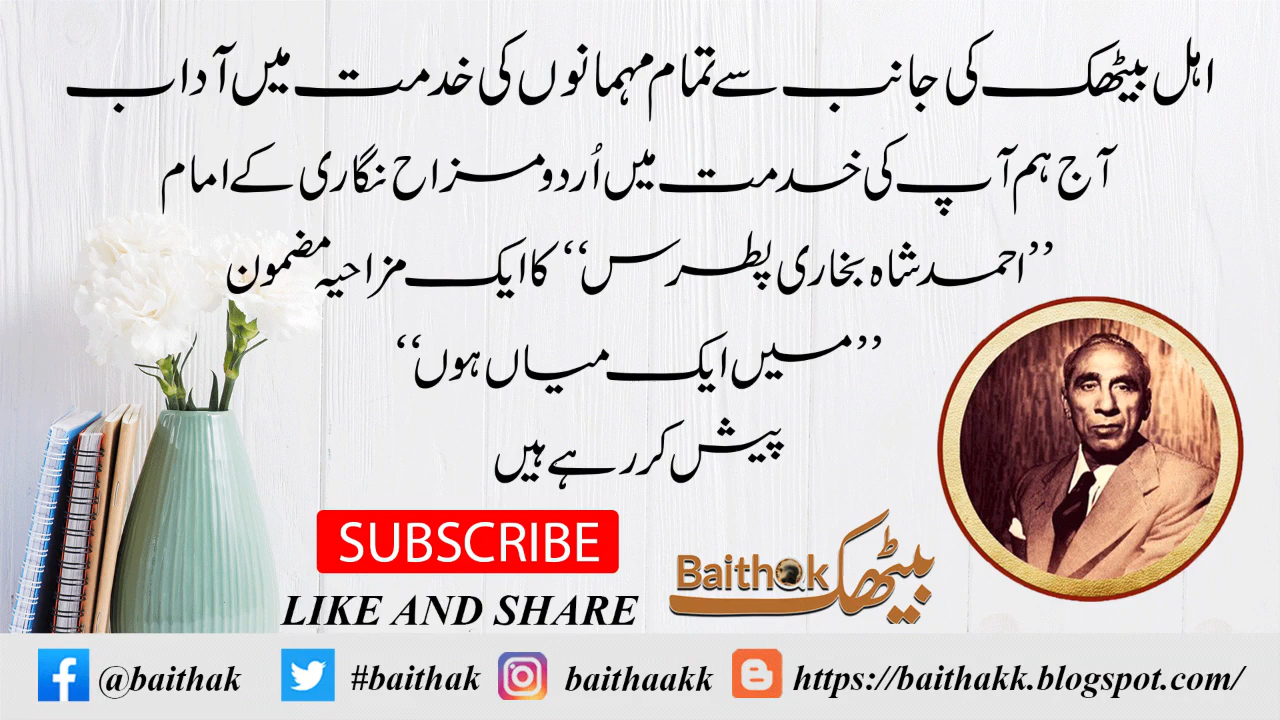 اہل بیٹھک کی جانب سے تمام مہمانوں کی خدمت میں آداب
آج ہم آپ کی خدمت میں اُردو مزاح نگاری کے امام
’’احمد شاہ بخاری پطرس‘‘ کا ایک مزاحیہ مضمون
’’میں ایک میاں ہوں‘‘
پیش کر رہے ہیں
SUBSCRIBE
LIKE AND SHARE
Baithak بیٹھک
@baithak #baithak baithaakk https://baithakk.blogspot.com/